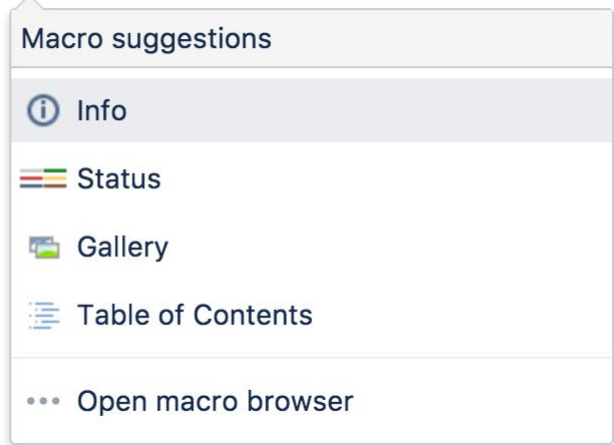 Macro suggestions
Info
Status
Gallery
Table of Contents
Open macro browser